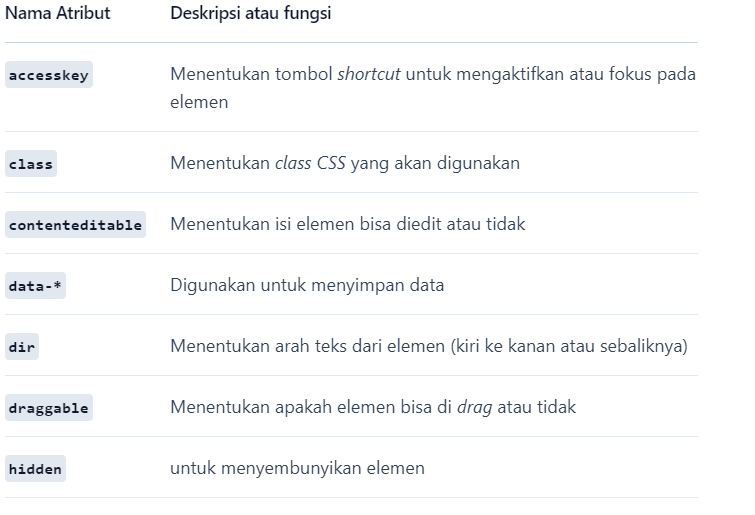 Nama Atribut Deskripsi atau fungsi
accesskey Menentukan tombol shortcut untuk mengaktifkan atau fokus pada
elemen
class Menentukan class CSS yang akan digunakan
contenteditable Menentukan isi elemen bisa diedit atau tidak
data-* Digunakan untuk menyimpan data
dir Menentukan arah teks dari elemen (kiri ke kanan atau sebaliknya)
draggable Menentukan apakah elemen bisa di drag atau tidak
hidden untuk menyembunyikan elemen